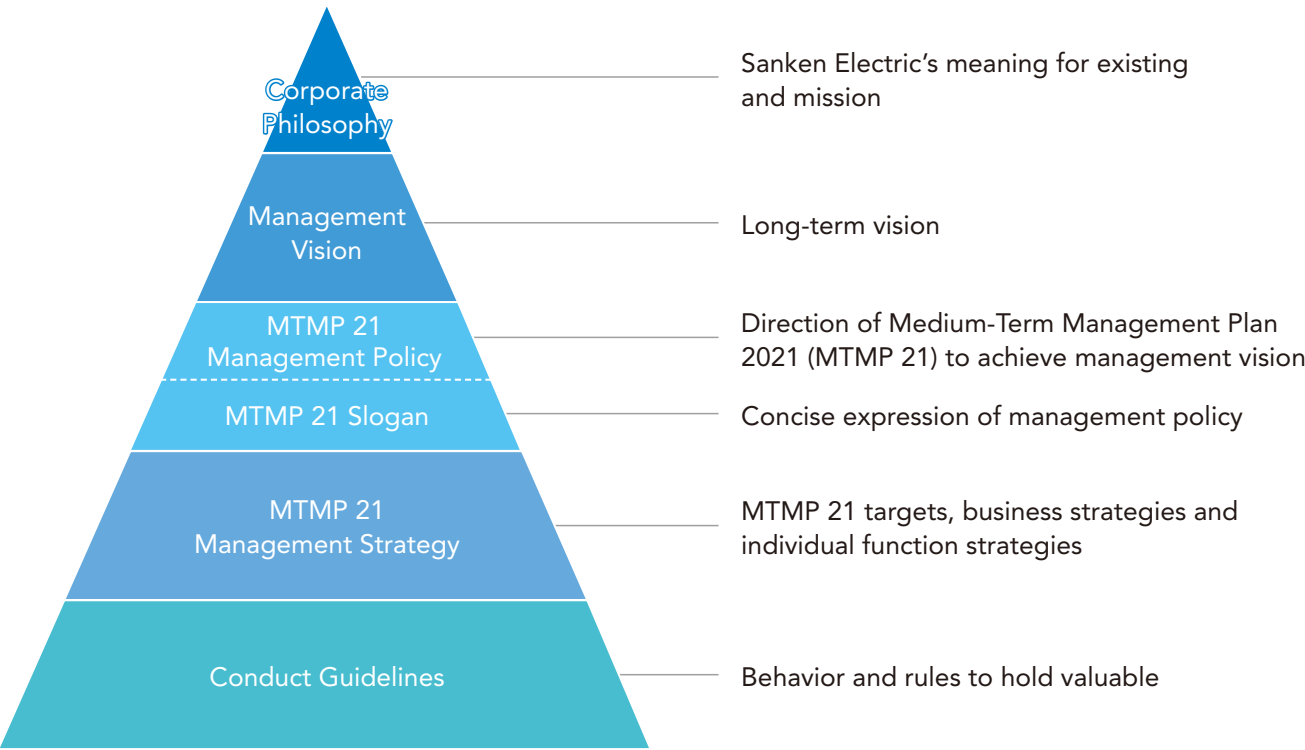 Corporate
Philosophy
Sanken Electric’s meaning for existing
and mission
Management
Vision
Long-term vision
MTMP 21
Management Policy
Direction of Medium-Term Management Plan
2021 (MTMP 21) to achieve management vision
MTMP 21 Slogan
Concise expression of management policy
MTMP 21
Management Strategy
MTMP 21 targets, business strategies and
individual function strategies
Conduct Guidelines
Behavior and rules to hold valuable